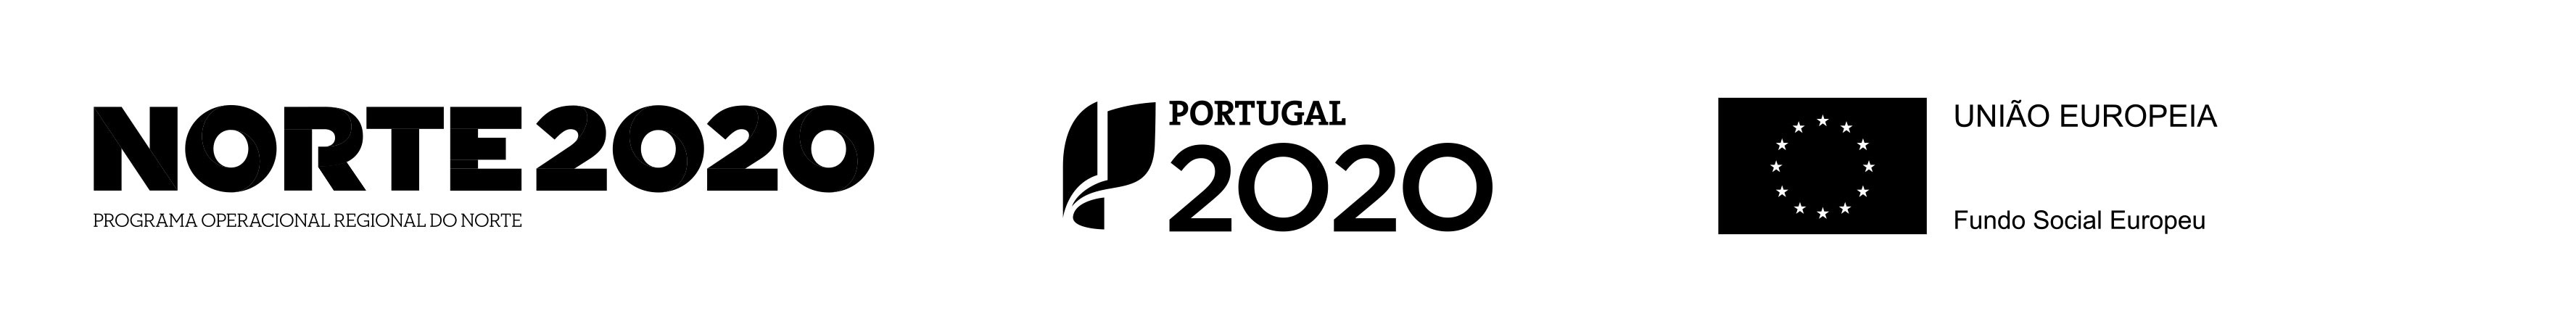 NORTE2020
PROGRAMA OPERACIONAL REGIONAL DO NORTE
PORTUGAL
2020
UNIÃO EUROPEIA
Fundo Social Europeu